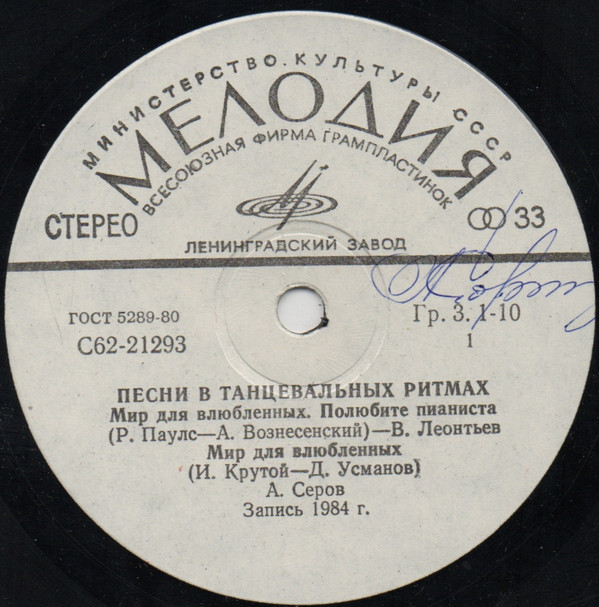 МИНИСТЕРСТВО. КУЛЬТУРЫ СССР
МЕЛОДИЯ
ВСЕСОЮЗНАЯ ФИРМА ГРАМПЛАСТИНОК
СТЕРЕО
33
ЛЕНИНГРАДСКИЙ ЗАВОД
ГОСТ 5289-80
Гр. 3. 1-10
С62-21293
1
ПЕСНИ В ТАНЦЕВАЛЬНЫХ РИТМАХ
Мир для влюбленных. Полюбите пианиста
(Р. Паулс—А. Вознесенский)—В. Леонтьев
Мир для влюбленных
(И. Крутой—Д. Усманов)
А. Серов
Запись 1984 г.